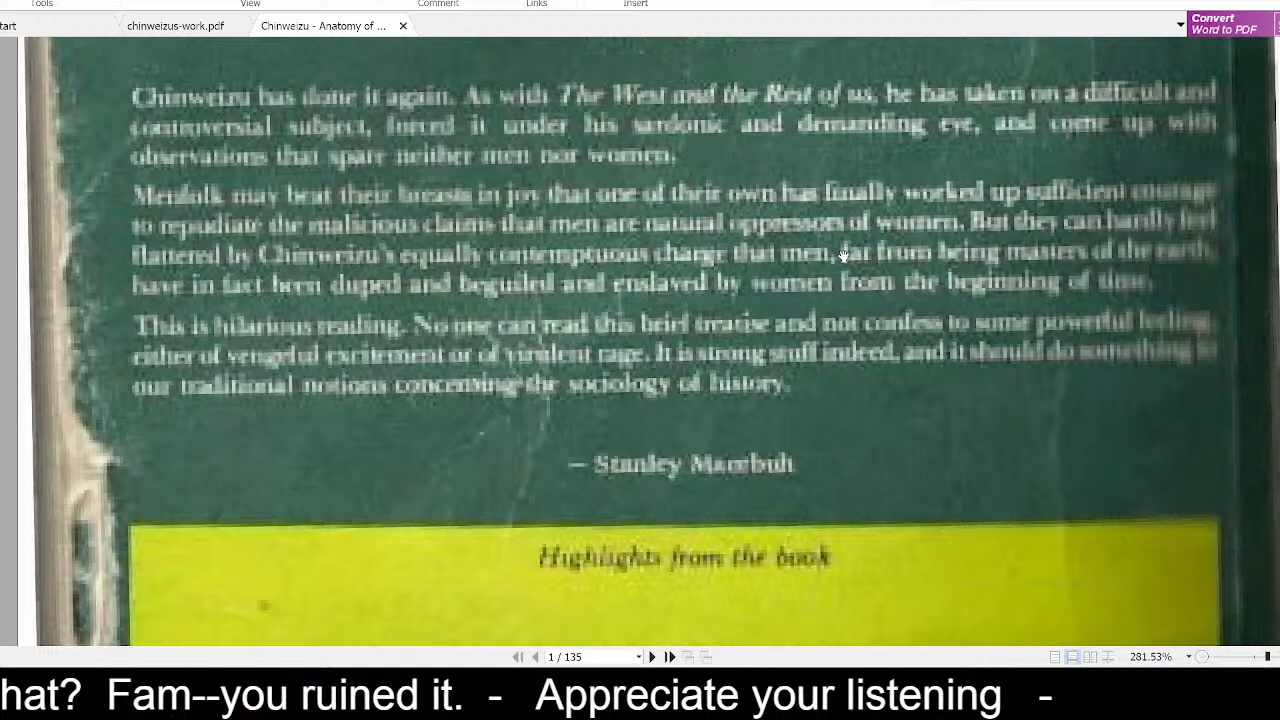 Tools View Comment Links Insert
tart chinweizus-work.pdf Chinweizu - Anatomy of ... Convert
Word to PDF
Chinweizu has done it again. As with The West and the Rest of us, he has taken on a difficult and
controversial subject, forced it under his sardonic and demanding eye, and come up with
observations that spare neither men nor women.
Menfolk may beat their breasts in joy that one of their own has finally worked up sufficient courage
to repudiate the malicious claims that men are natural oppressors of women. But they can hardly feel
flattered by Chinweizu's equally contemptuous charge that men, far from being masters of the earth,
have in fact been duped and beguiled and enslaved by women from the beginning of time.
This is hilarious reading. No one can read this brief treatise and not confess to some powerful feeling
either of vengeful excitement or of virulent rage. It is strong stuff indeed, and it should do something
our traditional notions concerning the sociology of history.
– Stanley
Highlights from the book
1 / 135 281.53%
hat? Fam--you ruined it. - Appreciate your listening -